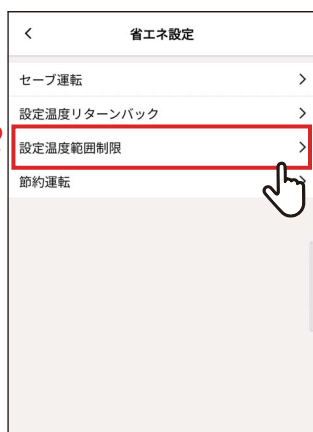 省エネ設定
セーブ運転
設定温度リターンバック
設定温度範囲制限
節約運転